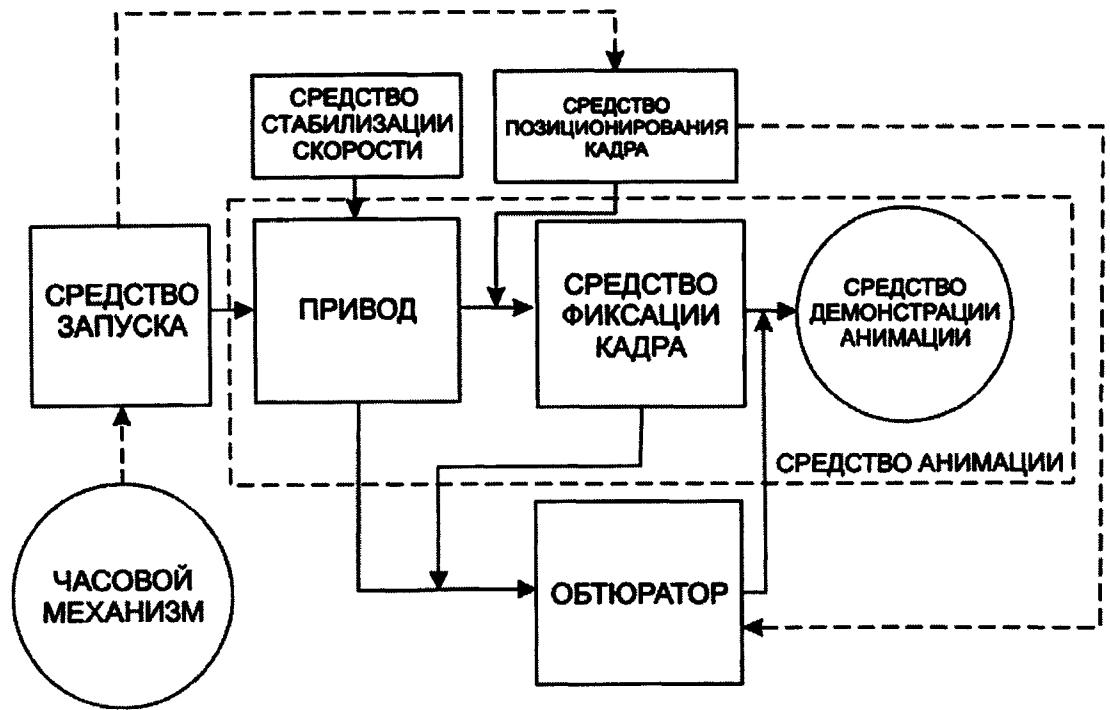 СРЕДСТВО
СТАБИЛИЗАЦИИ
СКОРОСТИ
СРЕДСТВО
ПОЗИЦИОНИРОВАНИЯ
КАДРА
СРЕДСТВО
ЗАПУСКА
ПРИВОД
СРЕДСТВО
ФИКСАЦИИ
КАДРА
СРЕДСТВО
ДЕМОНСТРАЦИИ
АНИМАЦИИ
СРЕДСТВО АНИМАЦИИ
ЧАСОВОЙ
МЕХАНИЗМ
ОБТЮРАТОР